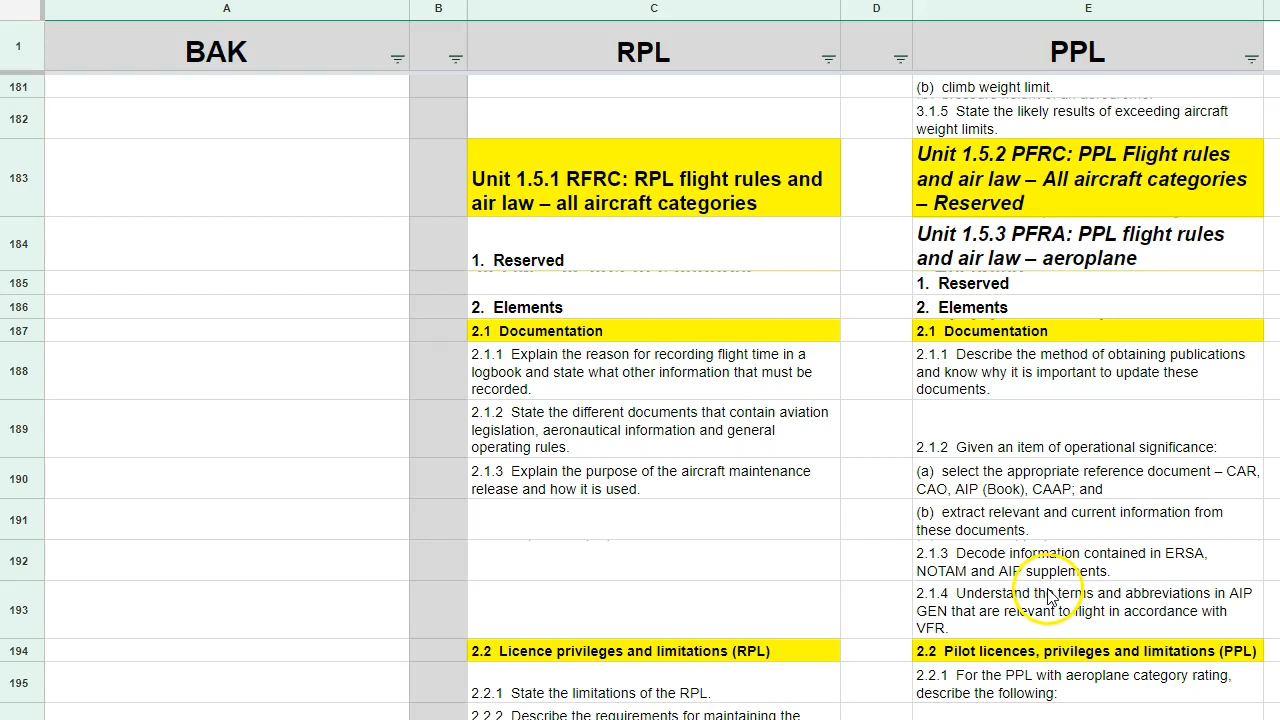 A B C D E
1 BAK RPL PPL
181 (b) climb weight limit.
182 3.1.5 State the likely results of exceeding aircraft
weight limits.
183 Unit 1.5.1 RFRC: RPL flight rules and
air law – all aircraft categories
Unit 1.5.2 PFRC: PPL Flight rules
and air law – All aircraft categories
– Reserved
184 1. Reserved
Unit 1.5.3 PFRA: PPL flight rules
and air law – aeroplane
185 1. Reserved
186 2. Elements 2. Elements
187 2.1 Documentation 2.1 Documentation
188 2.1.1 Explain the reason for recording flight time in a
logbook and state what other information that must be
recorded.
2.1.1 Describe the method of obtaining publications
and know why it is important to update these
documents.
189 2.1.2 State the different documents that contain aviation
legislation, aeronautical information and general
operating rules.
2.1.2 Given an item of operational significance:
190 2.1.3 Explain the purpose of the aircraft maintenance
release and how it is used.
(a) select the appropriate reference document – CAR,
CAO, AIP (Book), CAAP; and
191 (b) extract relevant and current information from
these documents.
192 2.1.3 Decode information contained in ERSA,
NOTAM and AIP supplements.
193 2.1.4 Understand the terms and abbreviations in AIP
GEN that are relevant to flight in accordance with
VFR.
194 2.2 Licence privileges and limitations (RPL) 2.2 Pilot licences, privileges and limitations (PPL)
195 2.2.1 State the limitations of the RPL.
2.2.1 For the PPL with aeroplane category rating,
describe the following:
2.2.2 Describe the requirements for maintaining the